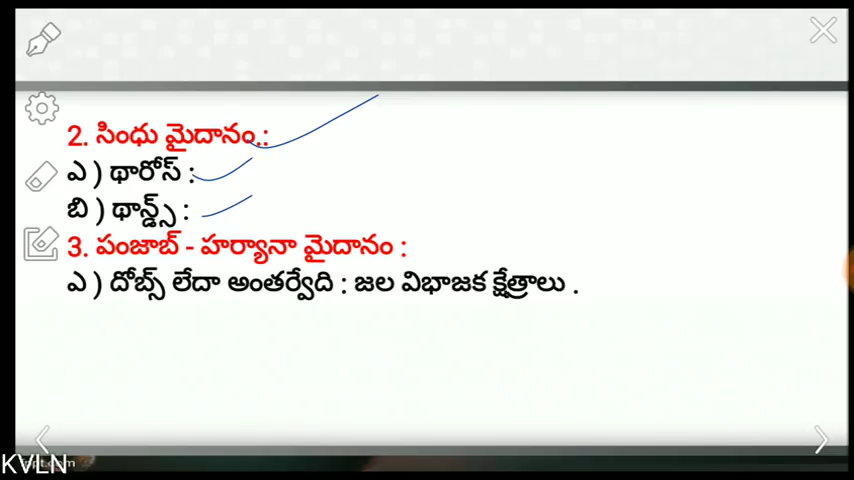 2. సింధు మైదానం.:
ఎ ) థారోస్ :
బి ) థాన్డ్స్ :
3. పంజాబ్ - హర్యానా మైదానం :
ఎ ) దోబ్స్ లేదా అంతర్వేది : జల విభాజక క్షేత్రాలు .
KVLN